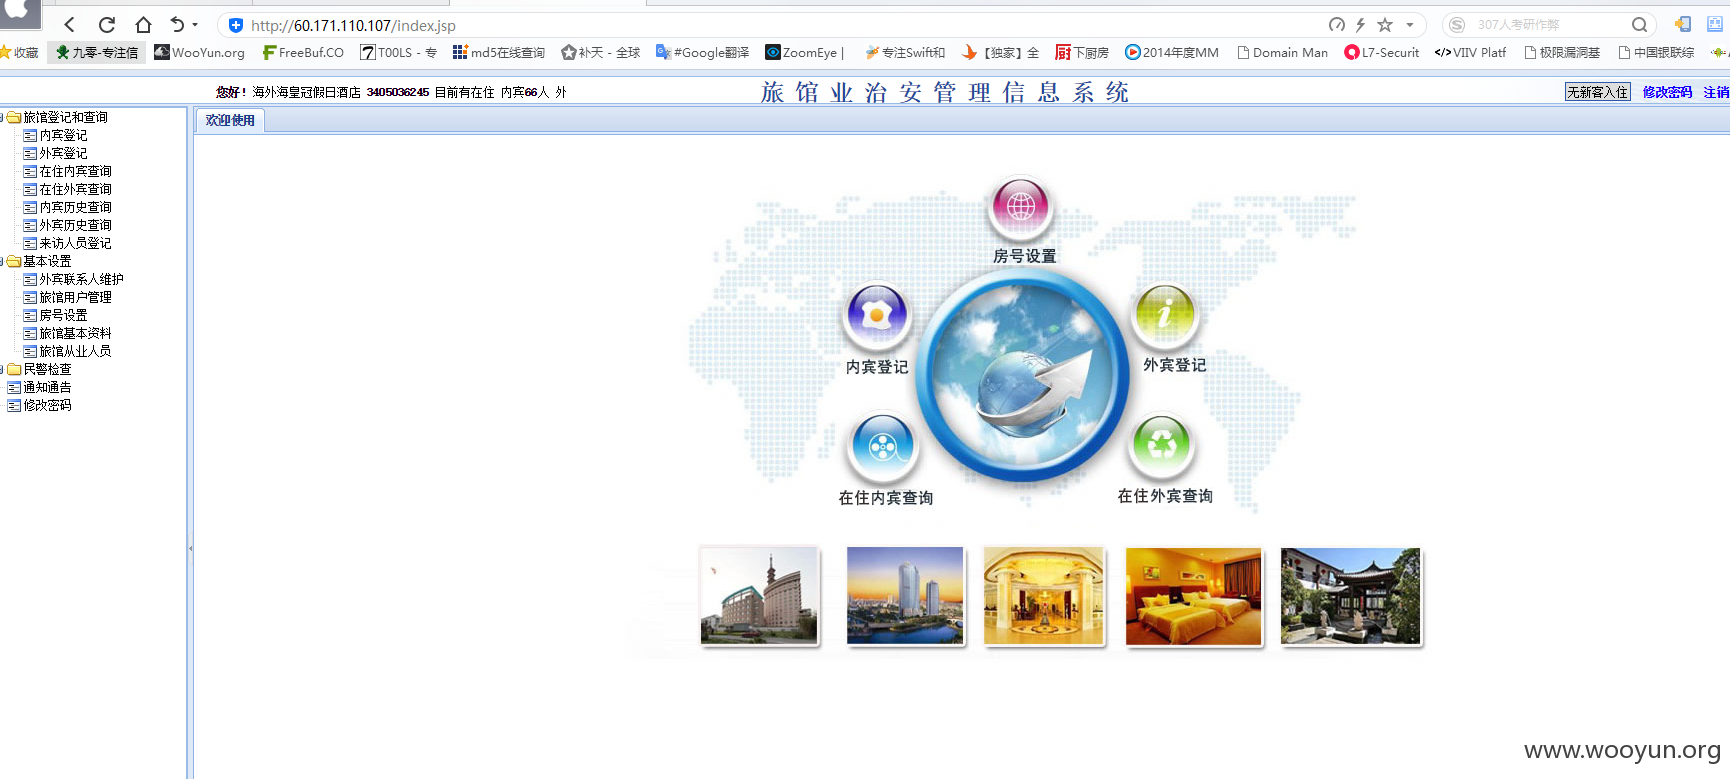 http://60.171.110.107/index.jsp
307人考研作弊
收藏 九零-专注信 WooYun.org FreeBuf.CO T00LS - 专 md5在线查询 补天 - 全球 #Google翻译 ZoomEye | 专注Swift和 【独家】全 下厨房 2014年度MM Domain Man L7-Securit VIIV Platf 极限漏洞基 中国银联综
您好！海外海皇冠假日酒店 3405036245 目前有在住 内宾66人 外
旅馆业治安管理信息系统
无新客入住 修改密码 注销
旅馆登记和查询
内宾登记
外宾登记
在住内宾查询
在住外宾查询
内宾历史查询
外宾历史查询
来访人员登记
基本设置
外宾联系人维护
旅馆用户管理
房号设置
旅馆基本资料
旅馆从业人员
民警检查
通知通告
修改密码
欢迎使用
房号设置
内宾登记
外宾登记
在住内宾查询
在住外宾查询
www.wooyun.org